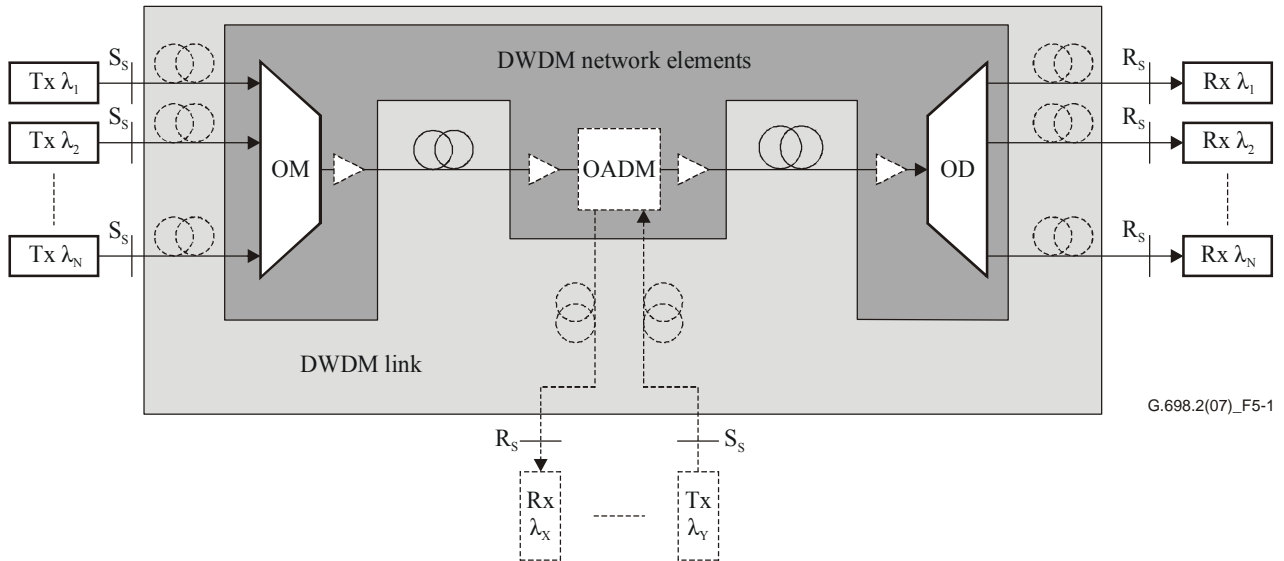 DWDM network elements
S_S
Tx λ_1
S_S
Tx λ_2
S_S
Tx λ_N
OM
OADM
OD
R_S
Rx λ_1
R_S
Rx λ_2
R_S
Rx λ_N
DWDM link
G.698.2(07)_F5-1
R_S
S_S
Rx
λ_X
Tx
λ_Y